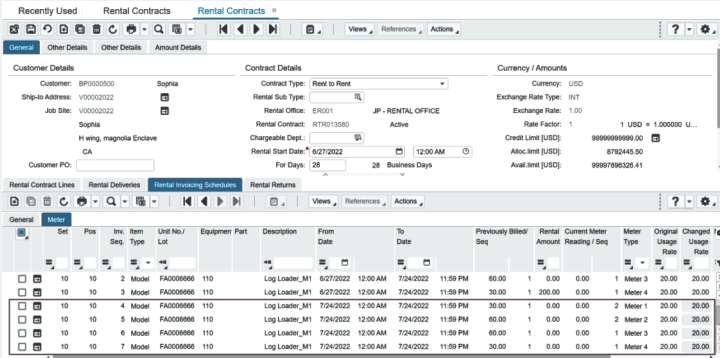 Recently Used Rental Contracts Rental Contracts ×
Views References Actions ?
General Other Details Other Details Amount Details
Customer Details Contract Details Currency / Amounts
Customer: BP0000500 Sophia Contract Type: Rent to Rent Currency: USD
Ship-to Address: V00002022 Rental Sub Type: Exchange Rate Type: INT
Job Site: V00002022 Rental Office: ER001 JP - RENTAL OFFICE Exchange Rate: 1.00
Sophia Rental Contract: RTR013580 Active Rate Factor: 1 1 USD = 1.000000 U...
H wing, magnolia Enclave Chargeable Dept.: Credit Limit [USD]: 99999999999.00
CA Rental Start Date:* 6/27/2022 12:00 AM Alloc.limit [USD]: 8792445.50
Customer PO: For Days: 28 28 Business Days Avail.limit [USD]: 99997896326.41
Rental Contract Lines Rental Deliveries Rental Invoicing Schedules Rental Returns
Views References Actions ?
General Meter
Set Pos Inv. Seq. Item Type Unit No./ Lot Equipmen Part Description From Date To Date Previously Billed/ Seq Rental Amount Current Meter Reading / Seq Meter Type Original Usage Rate Changed Usage Rate
10 10 2 Model FA0006666 110 Log Loader_M1 6/27/2022 12:00 AM 7/24/2022 11:59 PM 60.00 1 0.00 0.00 1 Meter 3 20.00 20.00
10 10 3 Model FA0006666 110 Log Loader_M1 6/27/2022 12:00 AM 7/24/2022 11:59 PM 30.00 1 200.00 0.00 1 Meter 4 20.00 20.00
10 10 4 Model FA0006666 110 Log Loader_M1 7/24/2022 11:59 PM 7/24/2022 11:59 PM 30.00 2 0.00 0.00 2 Meter 1 20.00 20.00
10 10 5 Model FA0006666 110 Log Loader_M1 7/24/2022 11:59 PM 7/24/2022 11:59 PM 60.00 2 0.00 0.00 2 Meter 2 20.00 20.00
10 10 6 Model FA0006666 110 Log Loader_M1 7/24/2022 11:59 PM 7/24/2022 11:59 PM 60.00 1 0.00 0.00 1 Meter 3 20.00 20.00
10 10 7 Model FA0006666 110 Log Loader_M1 7/24/2022 11:59 PM 7/24/2022 11:59 PM 30.00 1 0.00 0.00 1 Meter 4 20.00 20.00